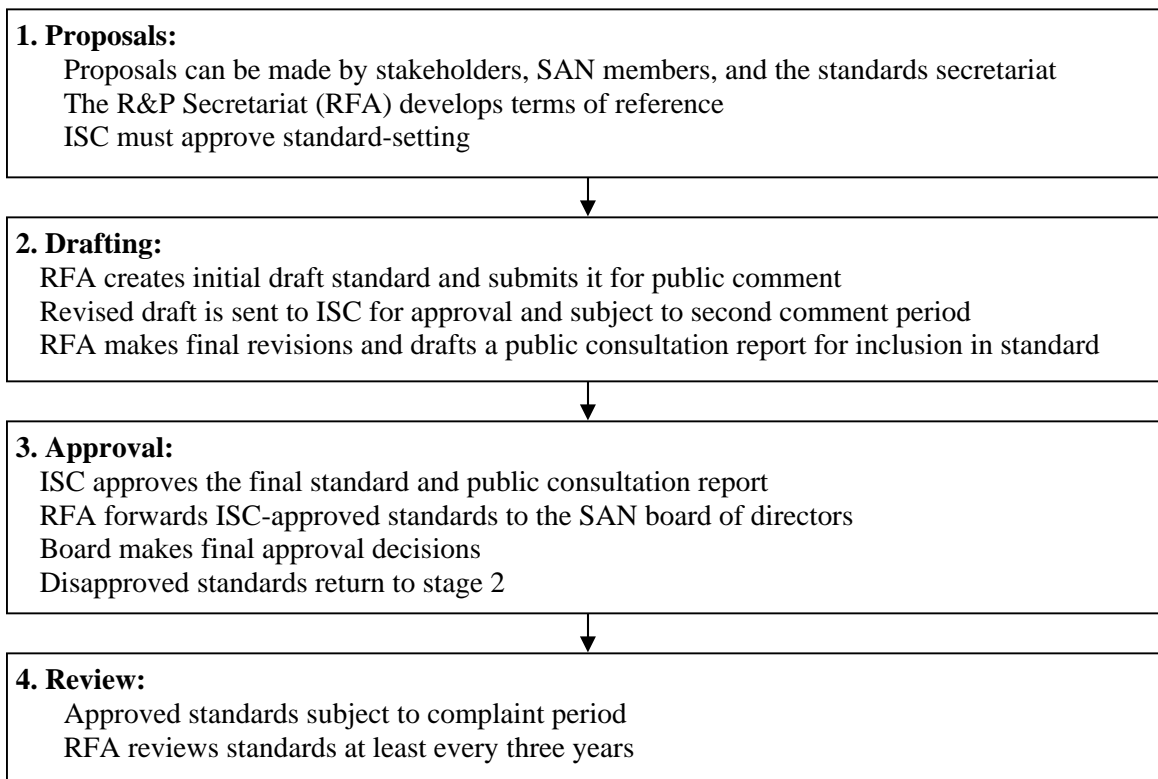 1. Proposals:
Proposals can be made by stakeholders, SAN members, and the standards secretariat
The R&P Secretariat (RFA) develops terms of reference
ISC must approve standard-setting
2. Drafting:
RFA creates initial draft standard and submits it for public comment
Revised draft is sent to ISC for approval and subject to second comment period
RFA makes final revisions and drafts a public consultation report for inclusion in standard
3. Approval:
ISC approves the final standard and public consultation report
RFA forwards ISC-approved standards to the SAN board of directors
Board makes final approval decisions
Disapproved standards return to stage 2
4. Review:
Approved standards subject to complaint period
RFA reviews standards at least every three years